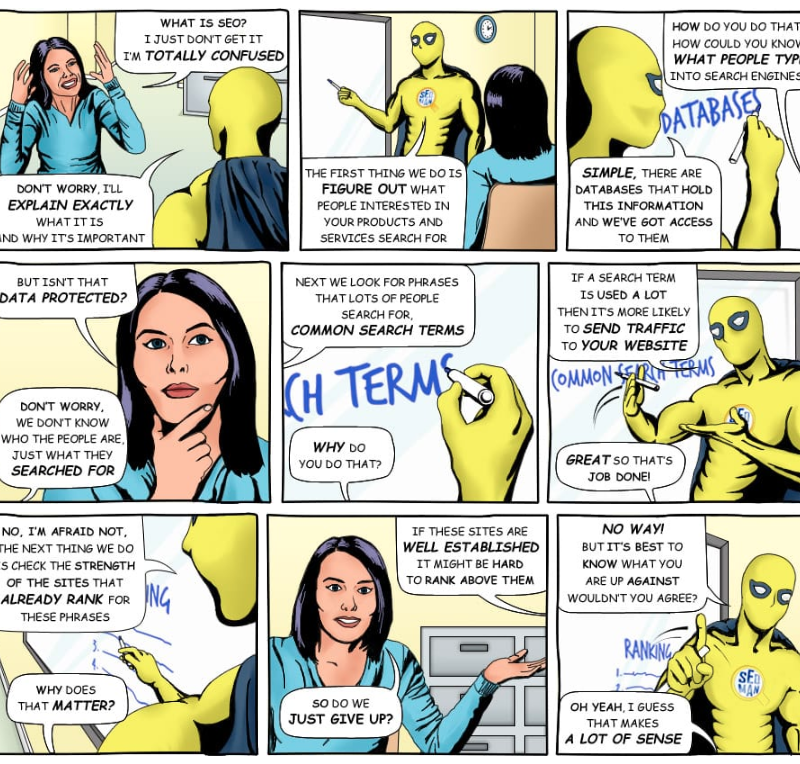 WHAT IS SEO?
I JUST DON'T GET IT
I'M TOTALLY CONFUSED
DON'T WORRY, I'LL
EXPLAIN EXACTLY
WHAT IT IS
AND WHY IT'S IMPORTANT
SEO
MAN
THE FIRST THING WE DO IS
FIGURE OUT WHAT
PEOPLE INTERESTED IN
YOUR PRODUCTS AND
SERVICES SEARCH FOR
HOW DO YOU DO THAT
HOW COULD YOU KNOW
WHAT PEOPLE TYPE
INTO SEARCH ENGINES
DATABASES
SIMPLE, THERE ARE
DATABASES THAT HOLD
THIS INFORMATION
AND WE'VE GOT ACCESS
TO THEM
BUT ISN'T THAT
DATA PROTECTED?
DON'T WORRY,
WE DON'T KNOW
WHO THE PEOPLE ARE,
JUST WHAT THEY
SEARCHED FOR
NEXT WE LOOK FOR PHRASES
THAT LOTS OF PEOPLE
SEARCH FOR,
COMMON SEARCH TERMS
CH TERMS
WHY DO
YOU DO THAT?
IF A SEARCH TERM
IS USED A LOT
THEN IT'S MORE LIKELY
TO SEND TRAFFIC
TO YOUR WEBSITE
COMMON SEARCH TERMS
SEO
GREAT SO THAT'S
JOB DONE!
NO, I'M AFRAID NOT,
THE NEXT THING WE DO
IS CHECK THE STRENGTH
OF THE SITES THAT
ALREADY RANK FOR
THESE PHRASES
ING
3.
4.
WHY DOES
THAT MATTER?
IF THESE SITES ARE
WELL ESTABLISHED
IT MIGHT BE HARD
TO RANK ABOVE THEM
SO DO WE
JUST GIVE UP?
NO WAY!
BUT IT'S BEST TO
KNOW WHAT YOU
ARE UP AGAINST
WOULDN'T YOU AGREE?
RANKING
1.
2.
SEO
MAN
OH YEAH, I GUESS
THAT MAKES
A LOT OF SENSE